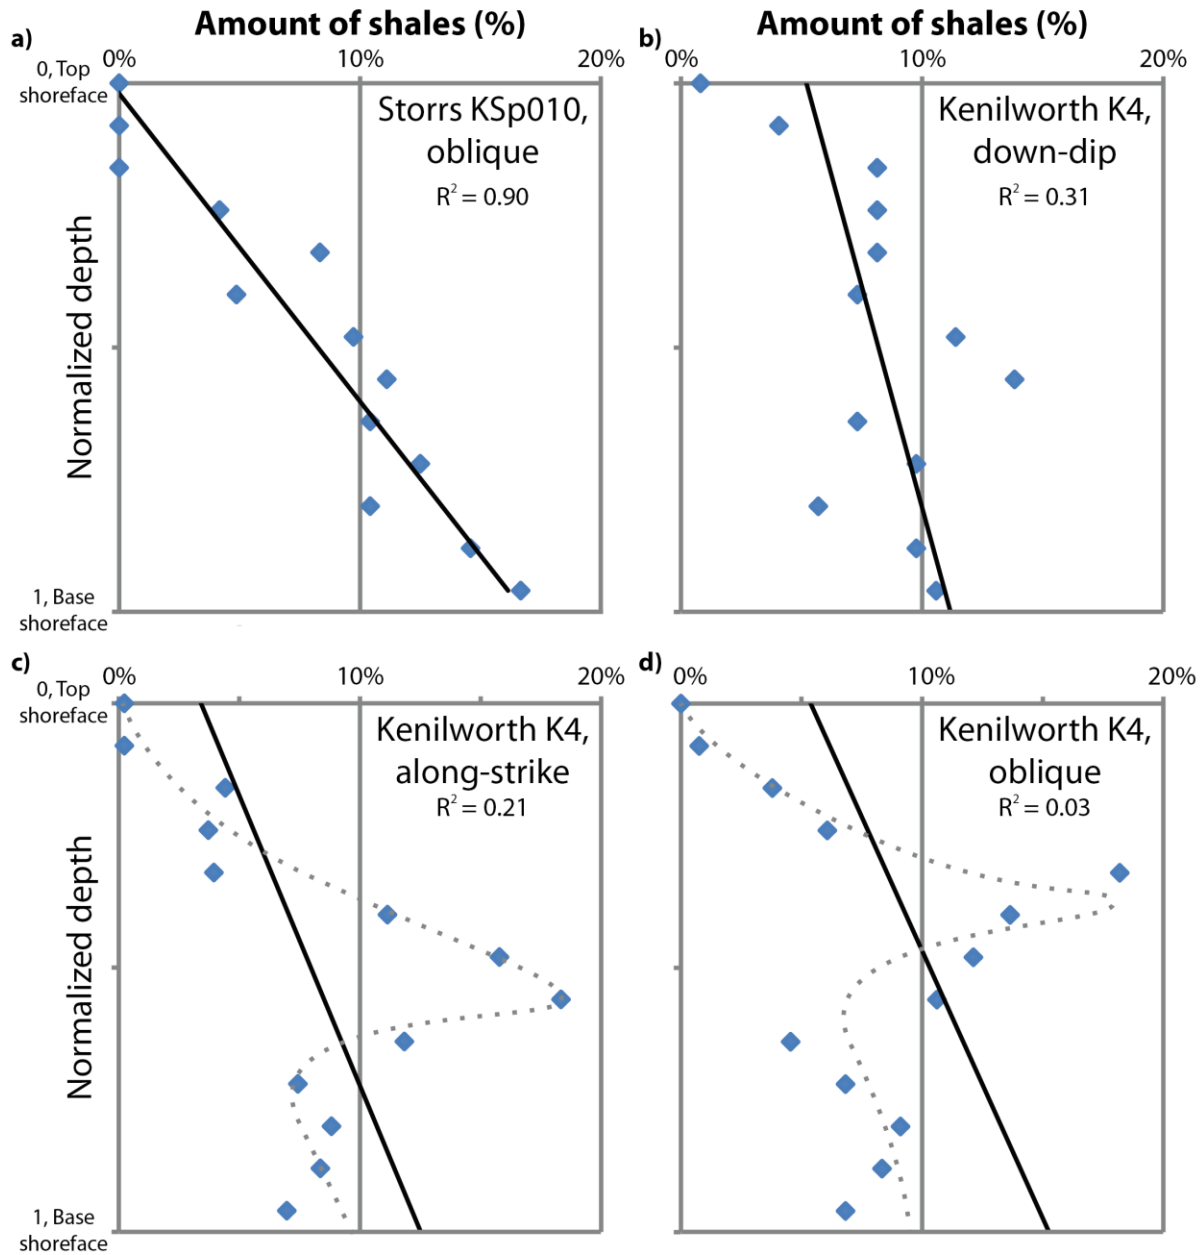 a)
Amount of shales (%)
0%
10%
20%
0, Top
shoreface
Storrs KSp010,
oblique
R² = 0.90
Normalized depth
1, Base
shoreface
b)
Amount of shales (%)
0%
10%
20%
Kenilworth K4,
down-dip
R² = 0.31
c)
0%
10%
20%
0, Top
shoreface
Kenilworth K4,
along-strike
R² = 0.21
Normalized depth
1, Base
shoreface
d)
0%
10%
20%
Kenilworth K4,
oblique
R² = 0.03